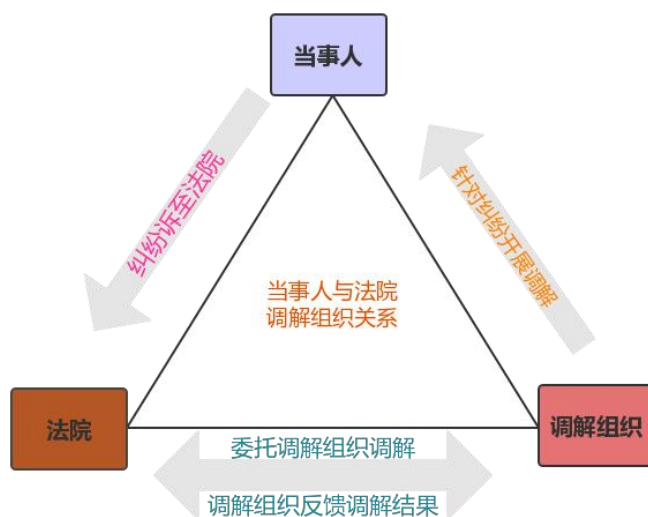 当事人
纠纷诉至法院
针对纠纷开展调解
当事人与法院
调解组织关系
法院
调解组织
委托调解组织调解
调解组织反馈调解结果